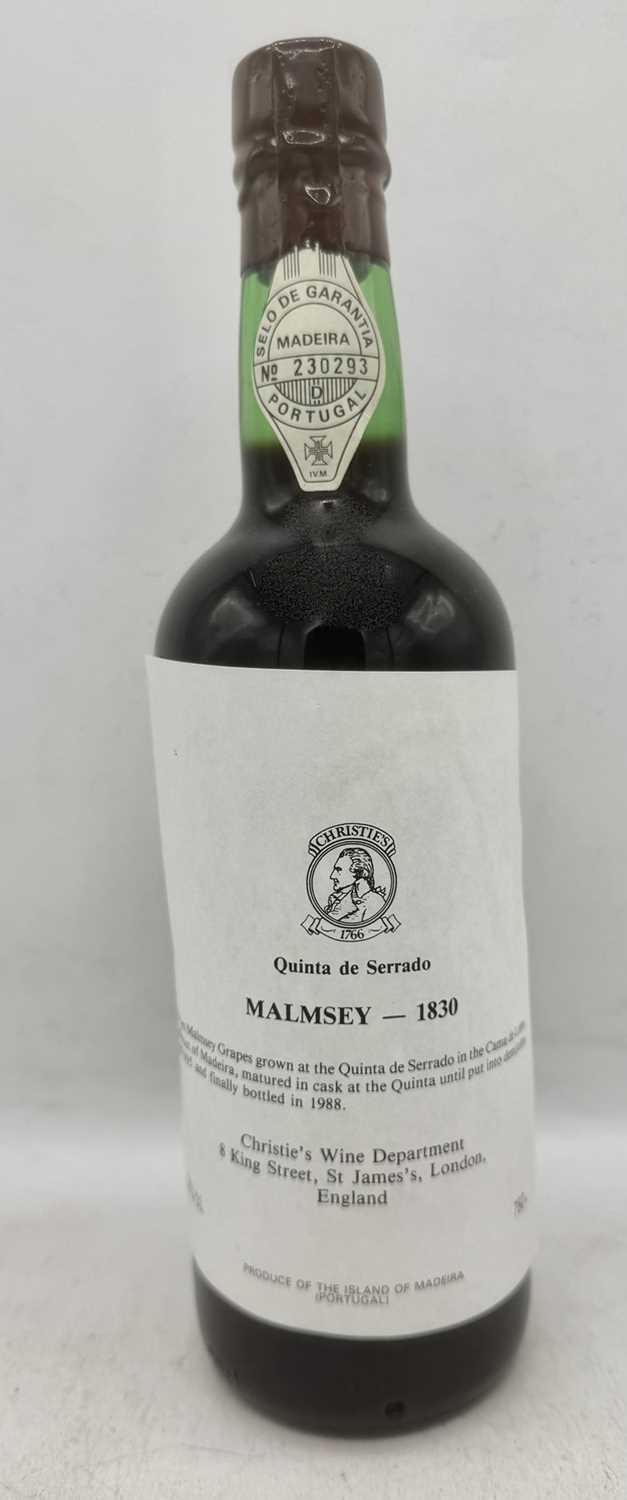 SELO DE GARANTIA
MADEIRA
Nº 230293
D
PORTUGAL
I.V.M.
CHRISTIE'S
1766
Quinta de Serrado
MALMSEY — 1830
Malmsey Grapes grown at the Quinta de Serrado in the Cama de
of Madeira, matured in cask at the Quinta until put into
and finally bottled in 1988.
Christie's Wine Department
8 King Street, St James's, London,
England
PRODUCE OF THE ISLAND OF MADEIRA
(PORTUGAL)